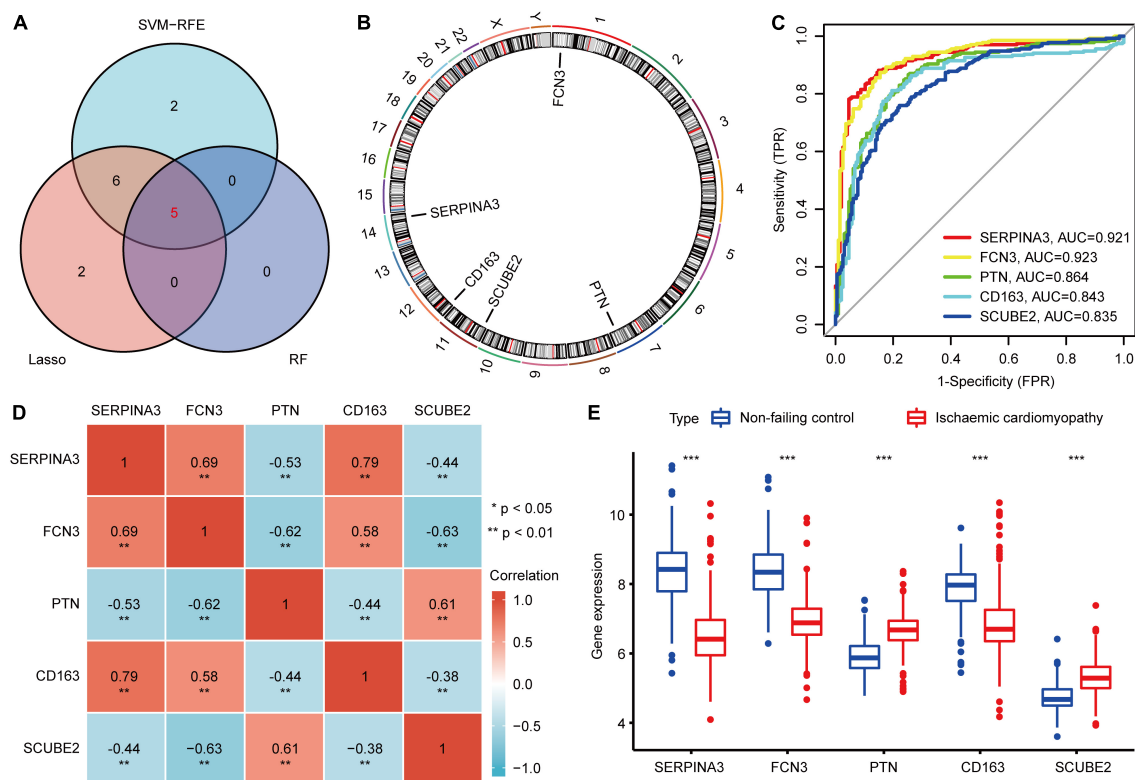 A
SVM−RFE
2
6
0
5
2
0
0
Lasso
RF
B
1
2
3
4
5
6
7
8
9
10
11
12
13
14
15
16
17
18
19
20
21
22
X
Y
FCN3
SERPINA3
CD163
SCUBE2
PTN
C
Sensitivity (TPR)
1.0
0.8
0.6
0.4
0.2
0.0
SERPINA3, AUC=0.921
FCN3, AUC=0.923
PTN, AUC=0.864
CD163, AUC=0.843
SCUBE2, AUC=0.835
0.0 0.2 0.4 0.6 0.8 1.0
1-Specificity (FPR)
D
SERPINA3 FCN3 PTN CD163 SCUBE2
SERPINA3 1 0.69 -0.53 0.79 -0.44
** ** ** **
FCN3 0.69 1 -0.62 0.58 -0.63
** ** ** **
PTN -0.53 -0.62 1 -0.44 0.61
** ** ** **
CD163 0.79 0.58 -0.44 1 -0.38
** ** ** **
SCUBE2 -0.44 -0.63 0.61 -0.38 1
** ** ** **
* p < 0.05
** p < 0.01
Correlation
1.0
0.5
0.0
−0.5
−1.0
E
Type Non-failing control Ischaemic cardiomyopathy
*** *** *** *** ***
Gene expression
8
6
4
SERPINA3 FCN3 PTN CD163 SCUBE2